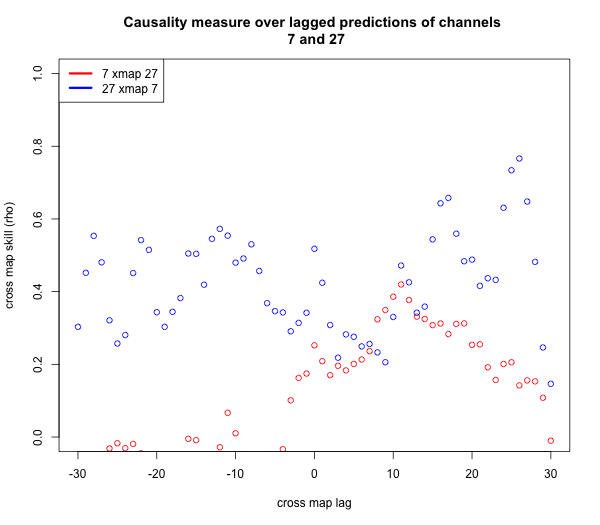 Causality measure over lagged predictions of channels
7 and 27
7 xmap 27
27 xmap 7
1.0
0.8
0.6
0.4
0.2
0.0
cross map skill (rho)
-30 -20 -10 0 10 20 30
cross map lag